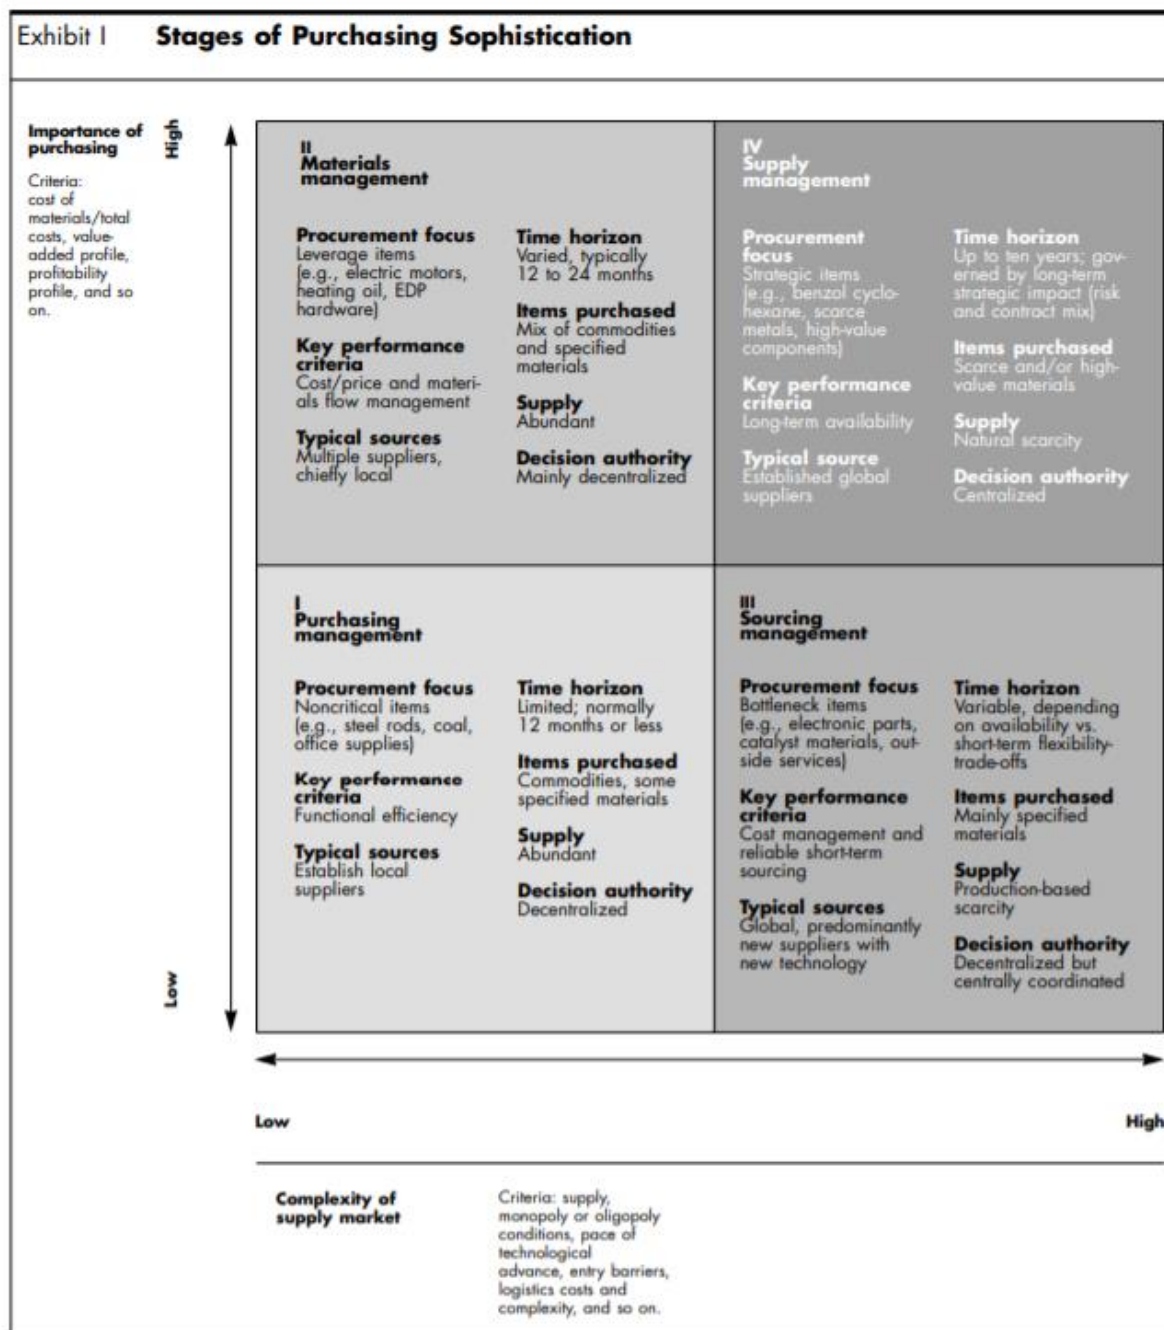 Exhibit I Stages of Purchasing Sophistication
Importance of
purchasing
Criteria:
cost of
materials/total
costs, value-
added profile,
profitability
profile, and so
on.
High
Low
II
Materials
management
Procurement focus
Leverage items
(e.g., electric motors,
heating oil, EDP
hardware)
Key performance
criteria
Cost/price and materi-
als flow management
Typical sources
Multiple suppliers,
chiefly local
Time horizon
Varied, typically
12 to 24 months
Items purchased
Mix of commodities
and specified
materials
Supply
Abundant
Decision authority
Mainly decentralized
IV
Supply
management
Procurement
focus
Strategic items
(e.g., benzol cyclo-
hexane, scarce
metals, high-value
components)
Key performance
criteria
Long-term availability
Typical source
Established global
suppliers
Time horizon
Up to ten years; gov-
erned by long-term
strategic impact (risk
and contract mix)
Items purchased
Scarce and/or high-
value materials
Supply
Natural scarcity
Decision authority
Centralized
I
Purchasing
management
Procurement focus
Noncritical items
(e.g., steel rods, coal,
office supplies)
Key performance
criteria
Functional efficiency
Typical sources
Establish local
suppliers
Time horizon
Limited; normally
12 months or less
Items purchased
Commodities, some
specified materials
Supply
Abundant
Decision authority
Decentralized
III
Sourcing
management
Procurement focus
Bottleneck items
(e.g., electronic parts,
catalyst materials, out-
side services)
Key performance
criteria
Cost management and
reliable short-term
sourcing
Typical sources
Global, predominantly
new suppliers with
new technology
Time horizon
Variable, depending
on availability vs.
short-term flexibility-
trade-offs
Items purchased
Mainly specified
materials
Supply
Production-based
scarcity
Decision authority
Decentralized but
centrally coordinated
Low
High
Complexity of
supply market
Criteria: supply,
monopoly or oligopoly
conditions, pace of
technological
advance, entry barriers,
logistics costs and
complexity, and so on.